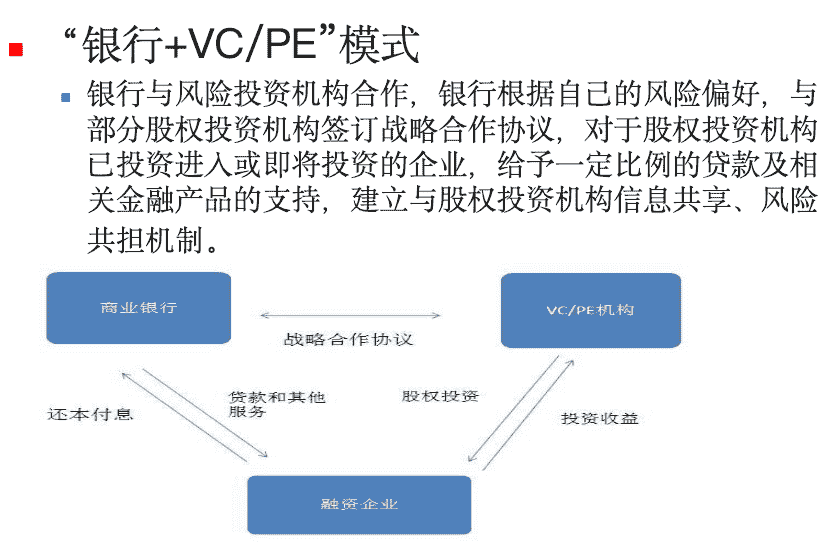 “银行+VC/PE”模式
银行与风险投资机构合作，银行根据自己的风险偏好，与
部分股权投资机构签订战略合作协议，对于股权投资机构
已投资进入或即将投资的企业，给予一定比例的贷款及相
关金融产品的支持，建立与股权投资机构信息共享、风险
共担机制。
商业银行
VC/PE机构
战略合作协议
还本付息
贷款和其他
服务
股权投资
投资收益
融资企业